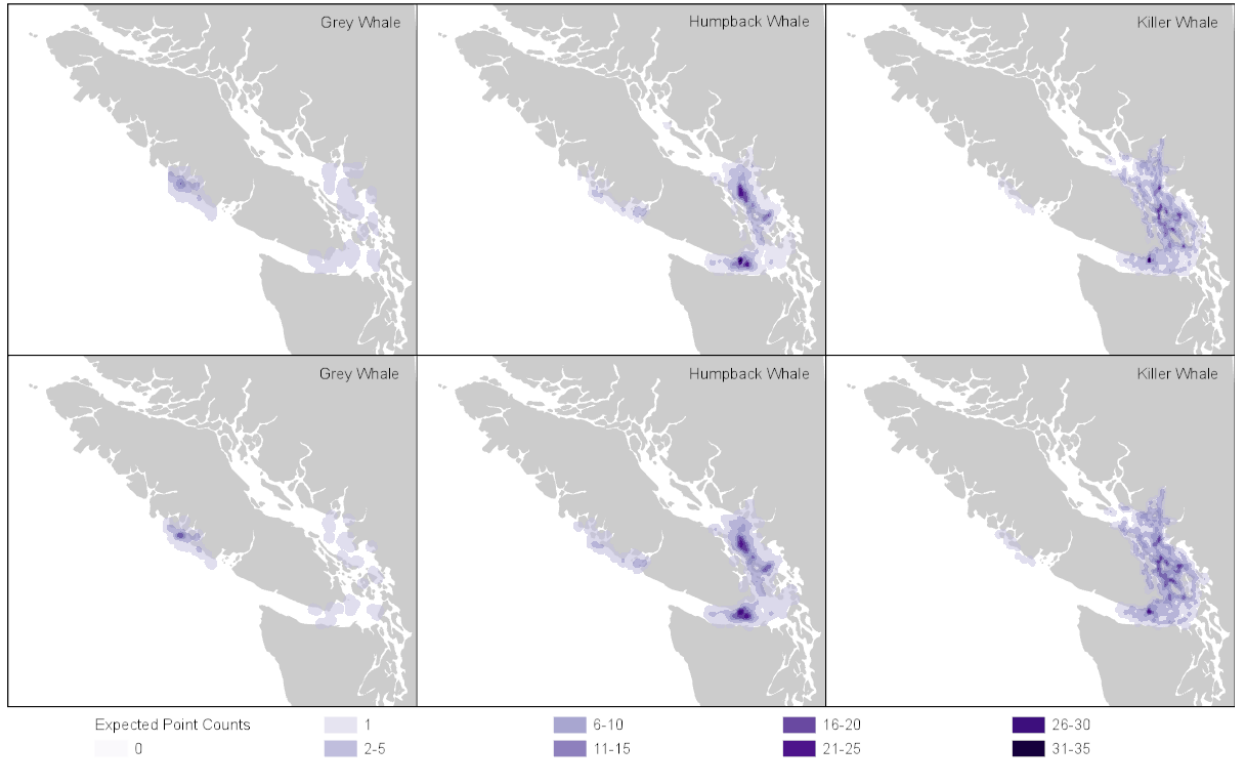 Grey Whale
Humpback Whale
Killer Whale
Grey Whale
Humpback Whale
Killer Whale
Expected Point Counts
0
1
2-5
6-10
11-15
16-20
21-25
26-30
31-35